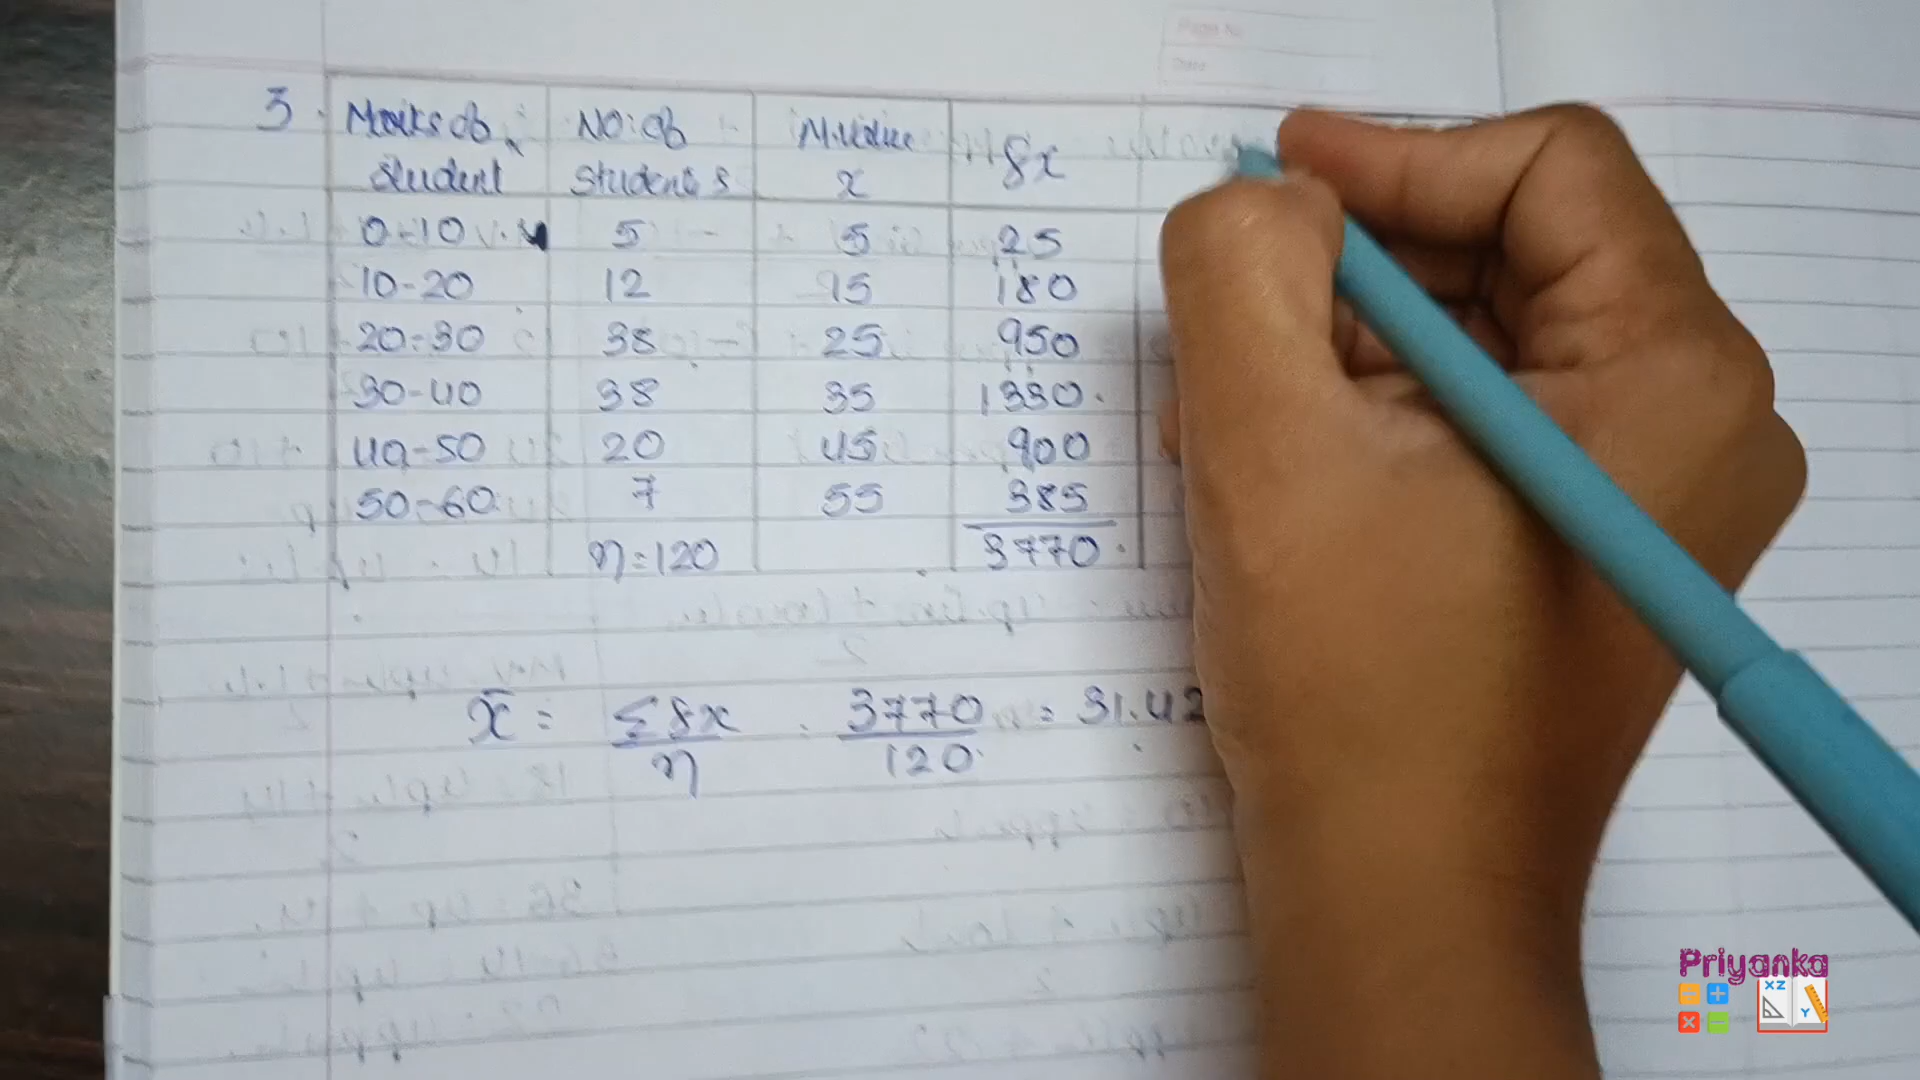 3. Marks of No: of M.value fx
student students x
0-10 5 5 25
10-20 12 15 180
20-30 38 25 950
30-40 38 35 1330.
40-50 20 45 900
50-60 7 55 385
n=120 3770.
x̄ = Σfx / n = 3770 / 120 = 31.42
Priyanka
XZ
Y